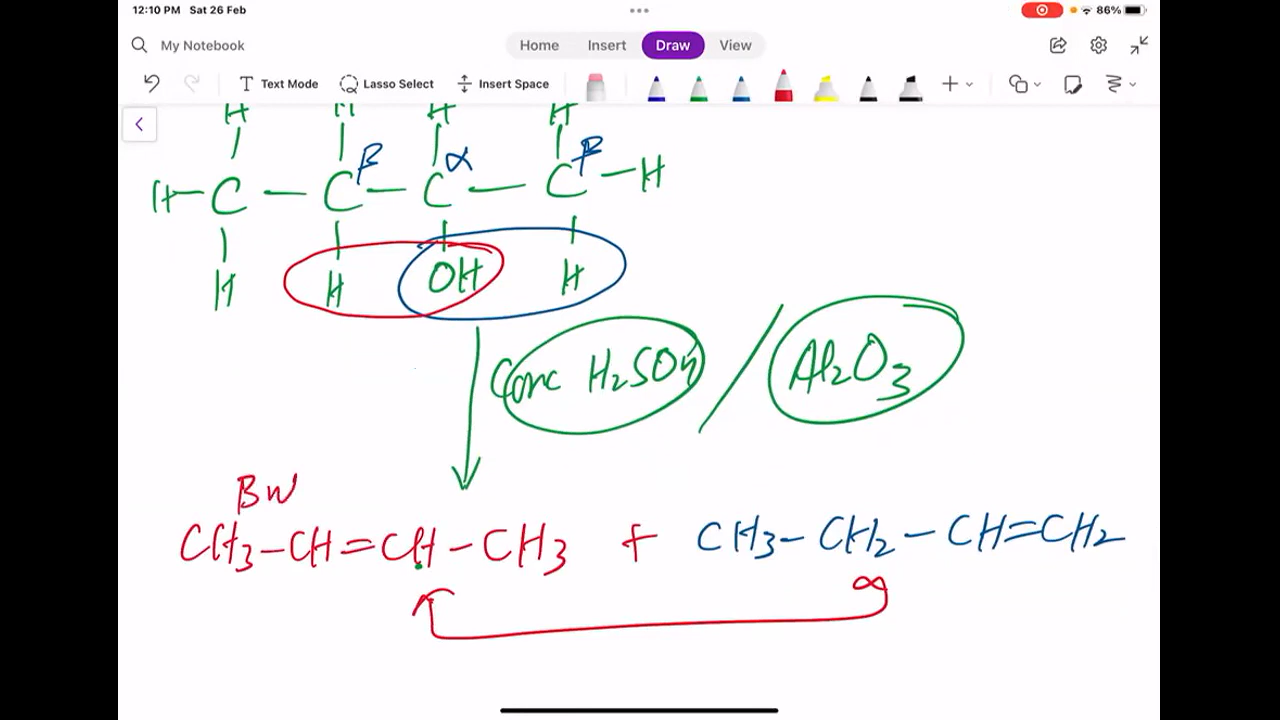 12:10 PM Sat 26 Feb
86%
My Notebook
Home Insert Draw View
Text Mode Lasso Select Insert Space
H H H H
β α β
H-C-C-C-C-H
H H OH H
Conc H2SO4 / Al2O3
BW
CH3-CH=CH-CH3 + CH3-CH2-CH=CH2